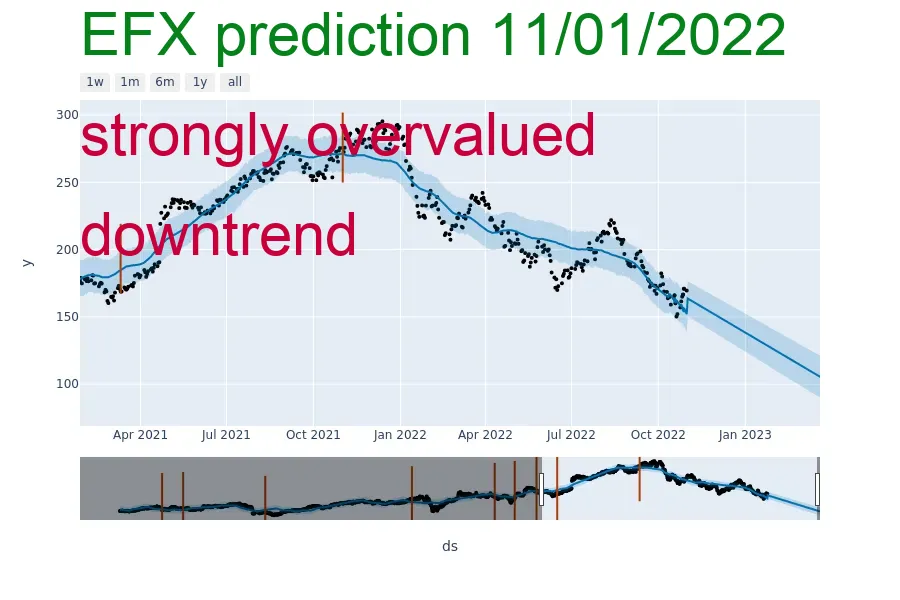 EFX prediction 11/01/2022
1w 1m 6m 1y all
strongly overvalued
downtrend
300
250
200
150
100
y
Apr 2021 Jul 2021 Oct 2021 Jan 2022 Apr 2022 Jul 2022 Oct 2022 Jan 2023
ds